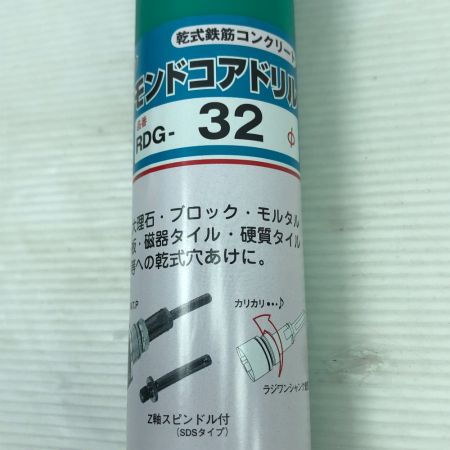 乾式鉄筋コンクリート
モンドコアドリル
品番
RDG- 32 φ
大理石・ブロック・モルタル
板・磁器タイル・硬質タイル
等への乾式穴あけに。
カリカリ•••♪
ラジワンシャンク
Z軸スピンドル付
(SDSタイプ)